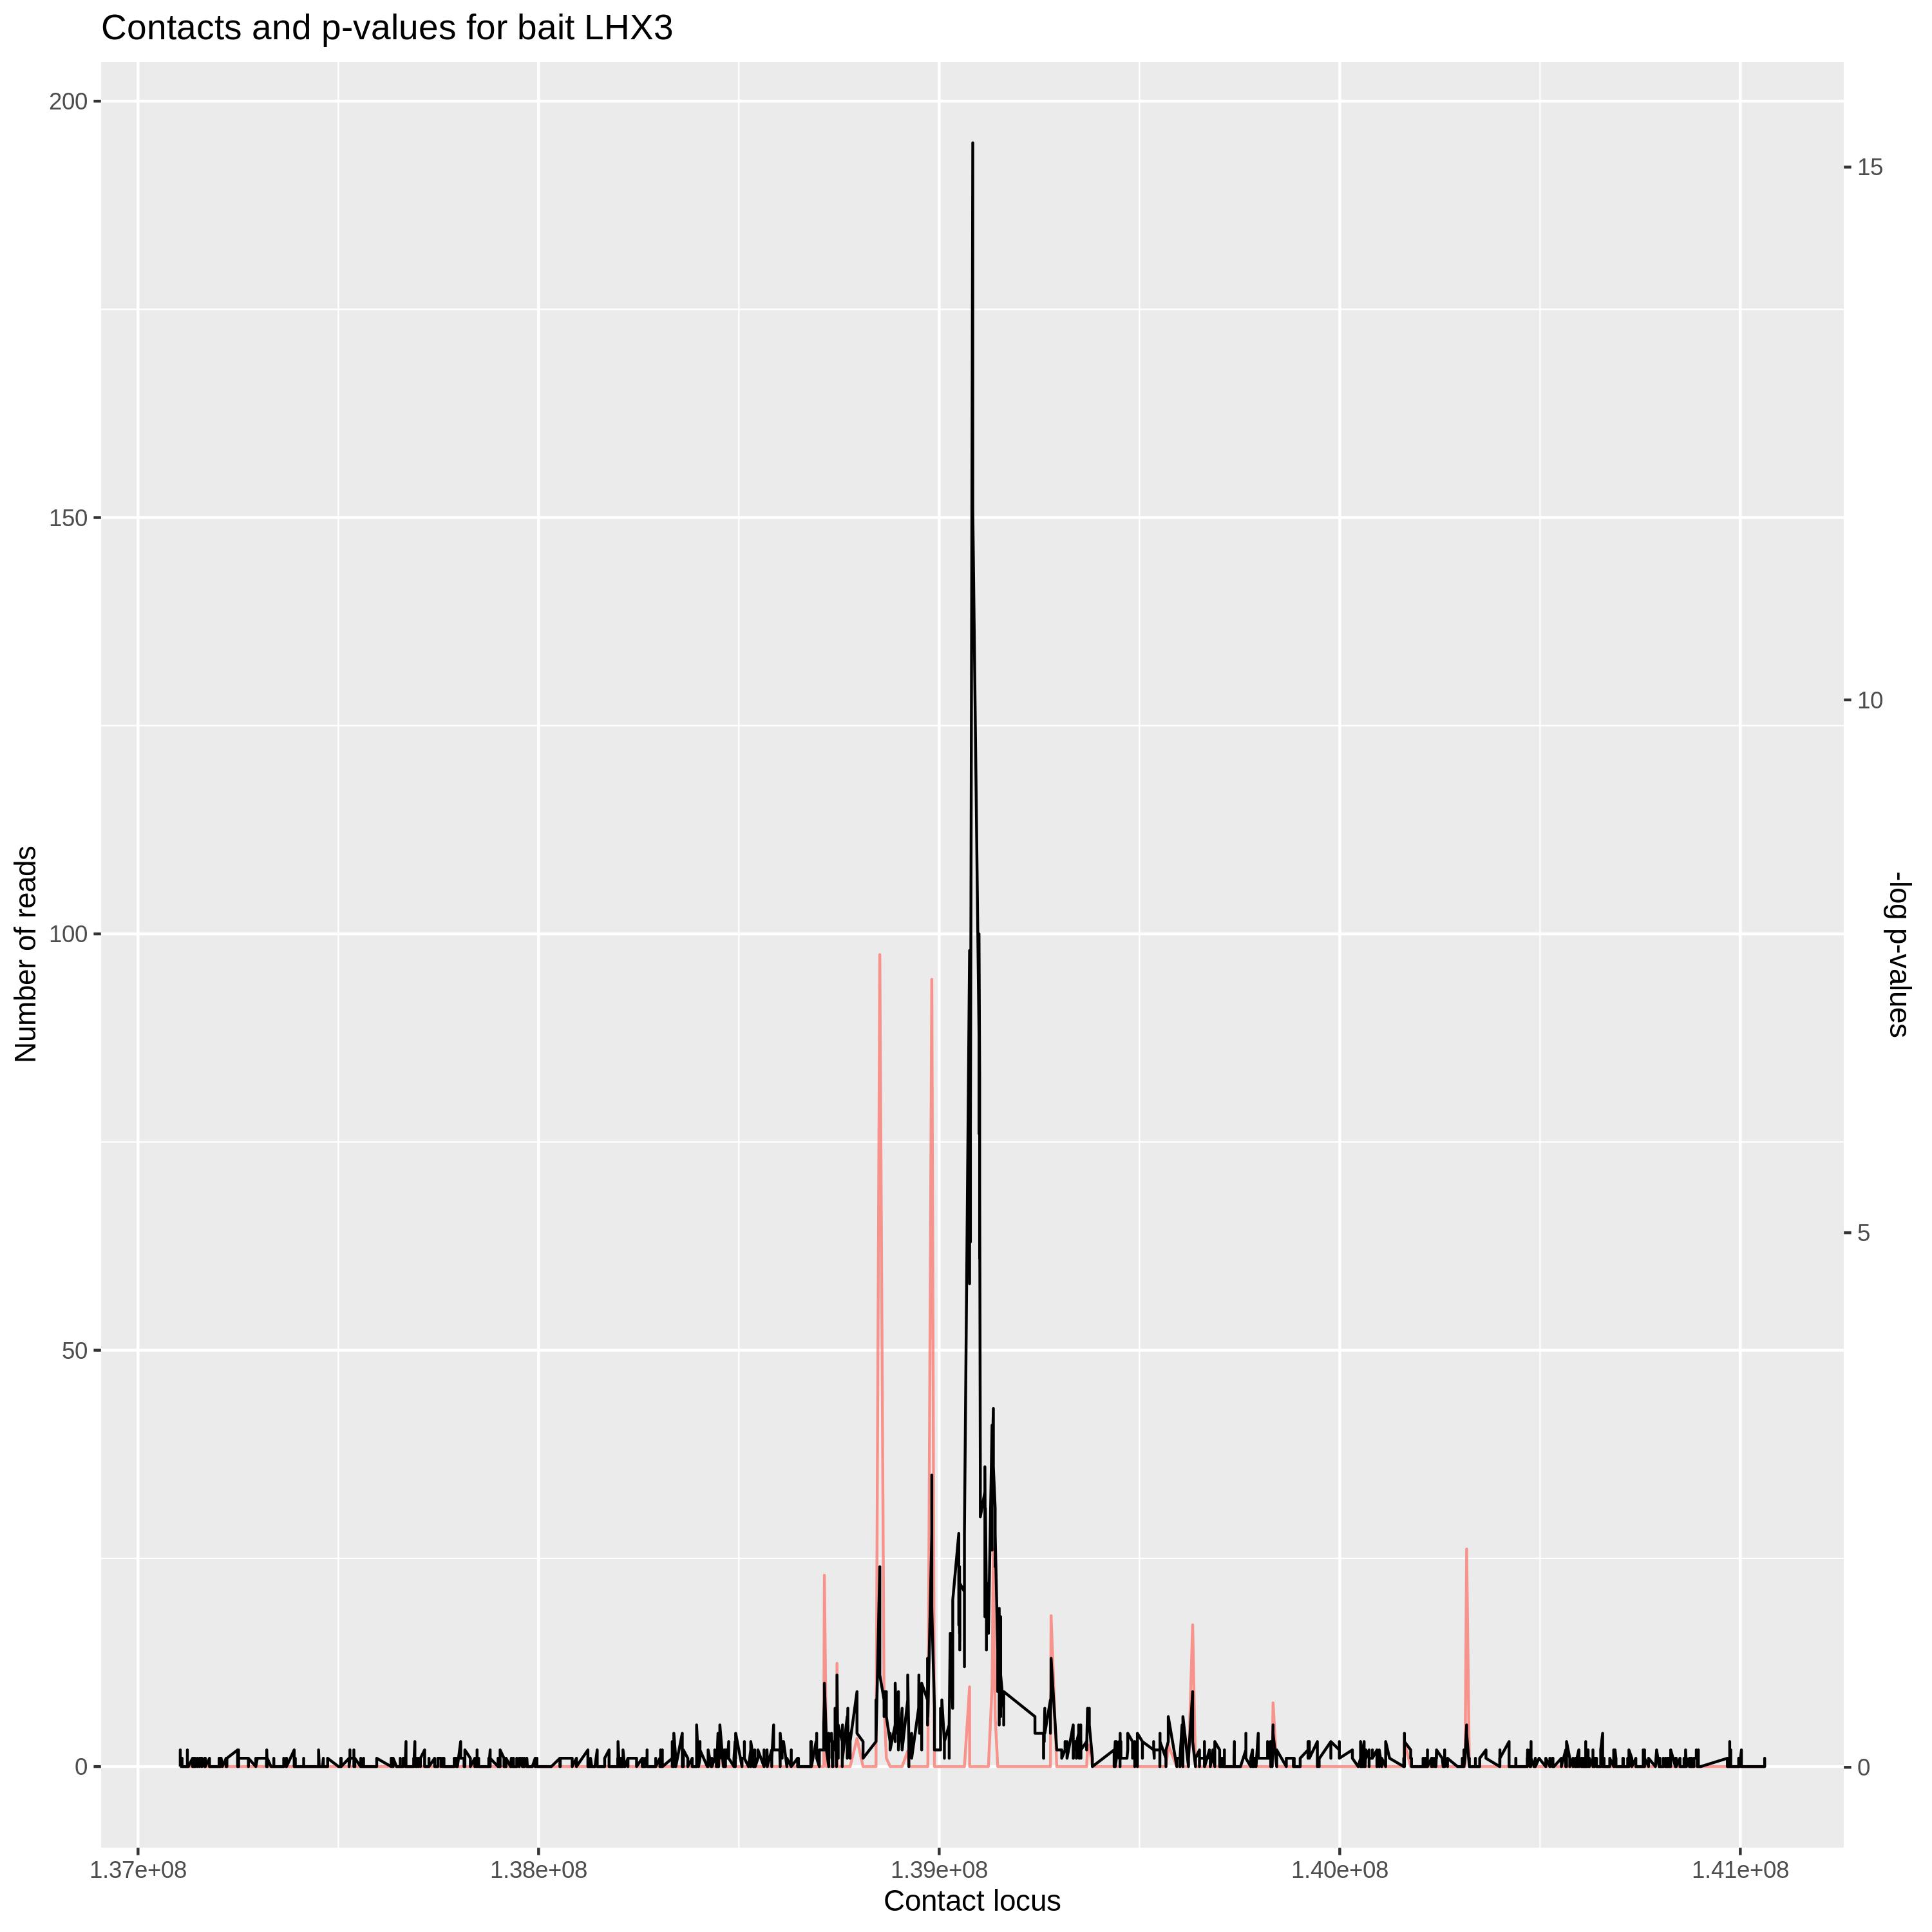 Contacts and p-values for bait LHX3
200
150
100
50
0
Number of reads
15
10
5
0
-log p-values
1.37e+08 1.38e+08 1.39e+08 1.40e+08 1.41e+08
Contact locus